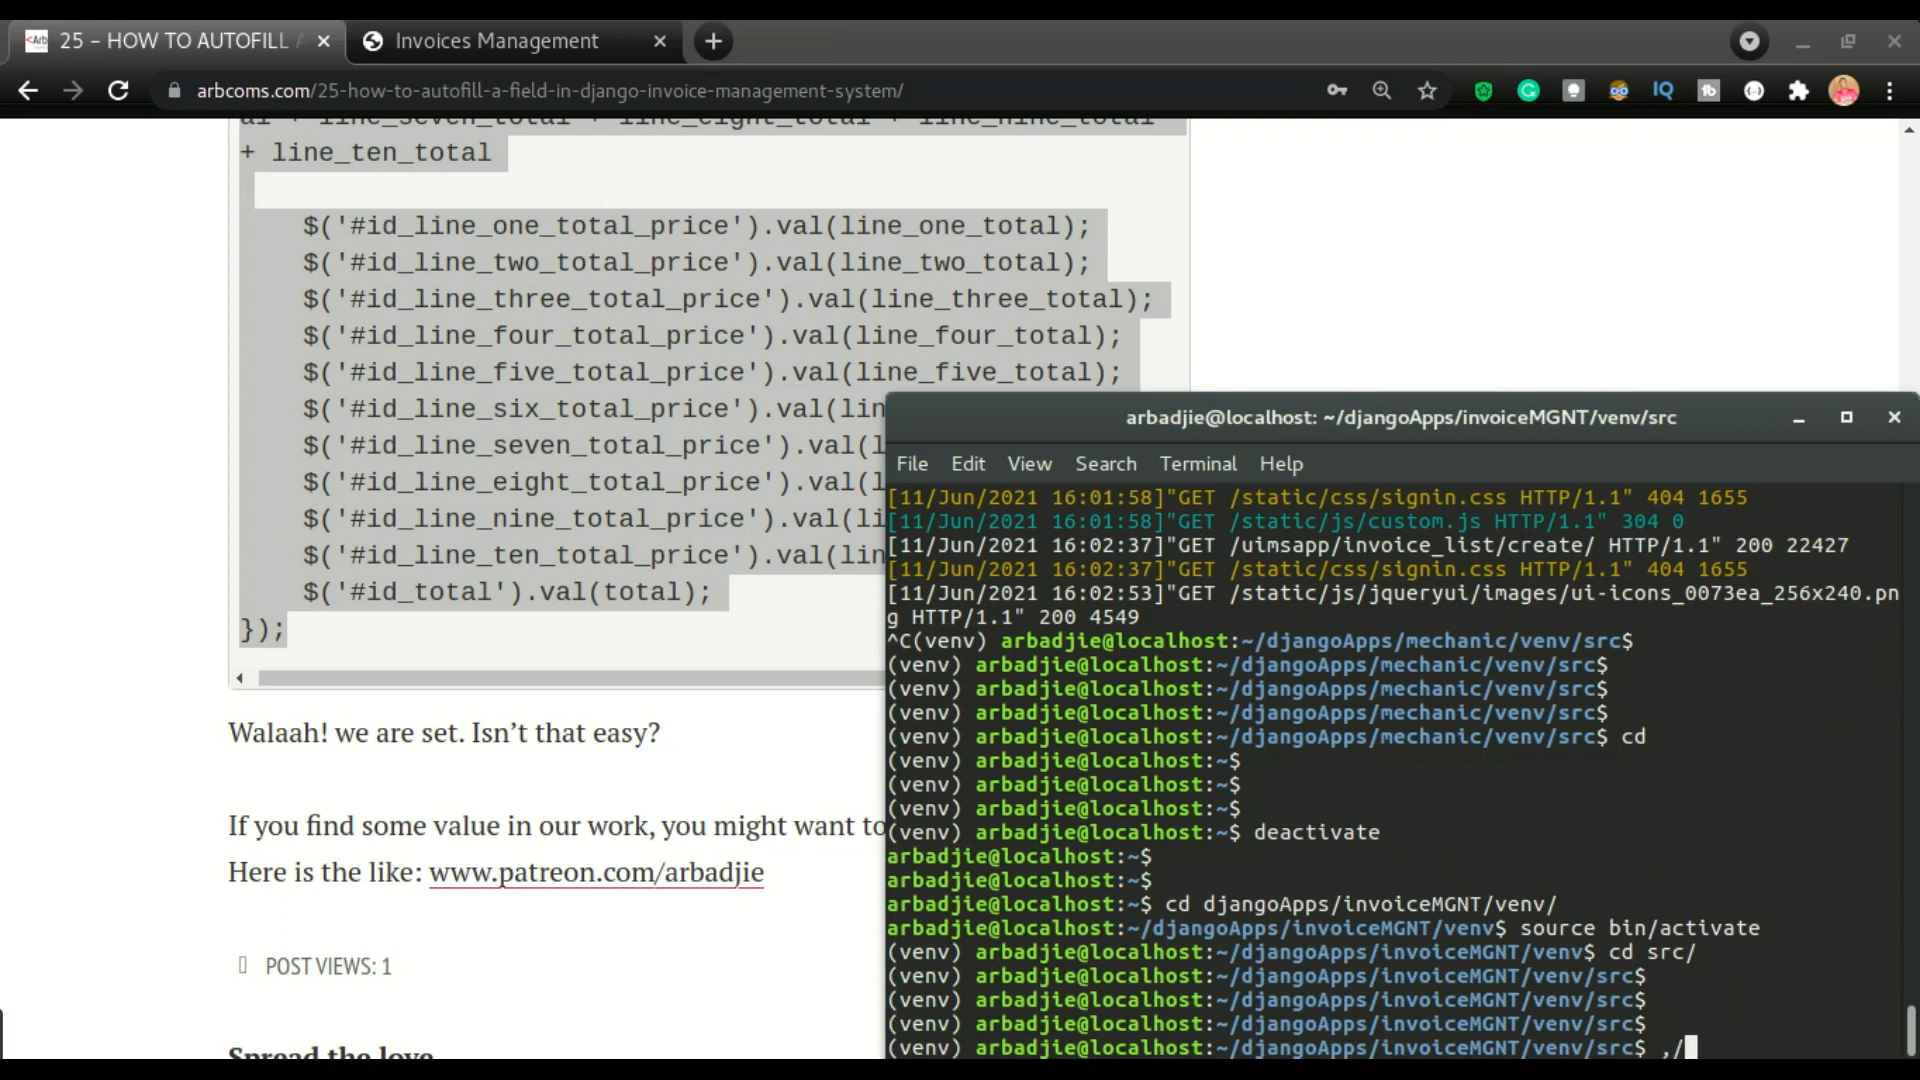 25 – HOW TO AUTOFILL A
Invoices Management
arbcoms.com/25-how-to-autofill-a-field-in-django-invoice-management-system/
al + line_seven_total + line_eight_total + line_nine_total
+ line_ten_total
$('#id_line_one_total_price').val(line_one_total);
$('#id_line_two_total_price').val(line_two_total);
$('#id_line_three_total_price').val(line_three_total);
$('#id_line_four_total_price').val(line_four_total);
$('#id_line_five_total_price').val(line_five_total);
$('#id_line_six_total_price').val(lin
$('#id_line_seven_total_price').val(l
$('#id_line_eight_total_price').val(l
$('#id_line_nine_total_price').val(li
$('#id_line_ten_total_price').val(lin
$('#id_total').val(total);
});
Walaah! we are set. Isn’t that easy?
If you find some value in our work, you might want to
Here is the like: www.patreon.com/arbadjie
POST VIEWS: 1
Spread the love
arbadjie@localhost: ~/djangoApps/invoiceMGNT/venv/src
File Edit View Search Terminal Help
[11/Jun/2021 16:01:58]"GET /static/css/signin.css HTTP/1.1" 404 1655
[11/Jun/2021 16:01:58]"GET /static/js/custom.js HTTP/1.1" 304 0
[11/Jun/2021 16:02:37]"GET /uimsapp/invoice_list/create/ HTTP/1.1" 200 22427
[11/Jun/2021 16:02:37]"GET /static/css/signin.css HTTP/1.1" 404 1655
[11/Jun/2021 16:02:53]"GET /static/js/jqueryui/images/ui-icons_0073ea_256x240.pn
g HTTP/1.1" 200 4549
^C(venv) arbadjie@localhost:~/djangoApps/mechanic/venv/src$
(venv) arbadjie@localhost:~/djangoApps/mechanic/venv/src$
(venv) arbadjie@localhost:~/djangoApps/mechanic/venv/src$
(venv) arbadjie@localhost:~/djangoApps/mechanic/venv/src$
(venv) arbadjie@localhost:~/djangoApps/mechanic/venv/src$ cd
(venv) arbadjie@localhost:~$
(venv) arbadjie@localhost:~$
(venv) arbadjie@localhost:~$
(venv) arbadjie@localhost:~$ deactivate
arbadjie@localhost:~$
arbadjie@localhost:~$
arbadjie@localhost:~$ cd djangoApps/invoiceMGNT/venv/
arbadjie@localhost:~/djangoApps/invoiceMGNT/venv$ source bin/activate
(venv) arbadjie@localhost:~/djangoApps/invoiceMGNT/venv$ cd src/
(venv) arbadjie@localhost:~/djangoApps/invoiceMGNT/venv/src$
(venv) arbadjie@localhost:~/djangoApps/invoiceMGNT/venv/src$
(venv) arbadjie@localhost:~/djangoApps/invoiceMGNT/venv/src$
(venv) arbadjie@localhost:~/djangoApps/invoiceMGNT/venv/src$ ,/